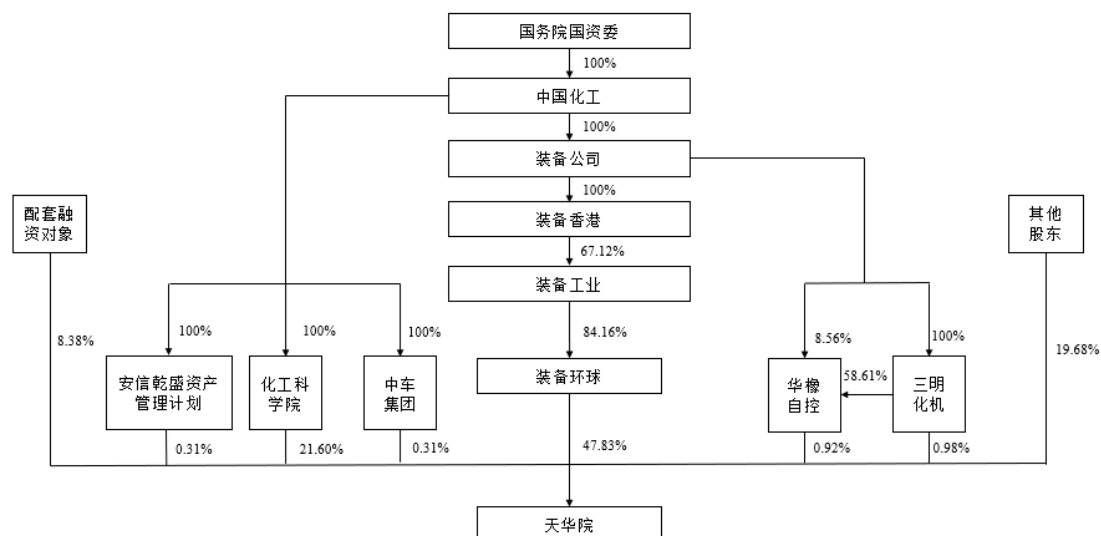 国务院国资委
100%
中国化工
100%
装备公司
100%
配套融
资对象
装备香港
其他
股东
67.12%
装备工业
8.38%
100%
100%
100%
84.16%
8.56%
100%
19.68%
安信乾盛资产
管理计划
化工科
学院
中车
集团
装备环球
华橡
自控
58.61%
三明
化机
0.31%
21.60%
0.31%
47.83%
0.92%
0.98%
天华院